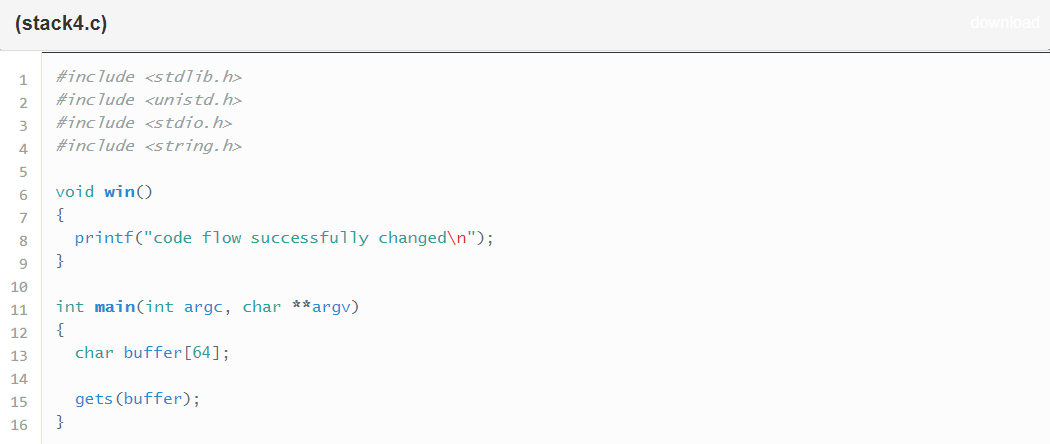 (stack4.c)
download
1 #include <stdlib.h>
2 #include <unistd.h>
3 #include <stdio.h>
4 #include <string.h>
5
6 void win()
7 {
8   printf("code flow successfully changed\n");
9 }
10
11 int main(int argc, char **argv)
12 {
13   char buffer[64];
14
15   gets(buffer);
16 }